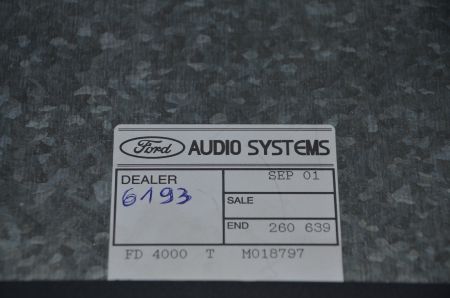 Ford AUDIO SYSTEMS
DEALER SEP 01
6193 SALE
END 260 639
FD 4000 T M018797